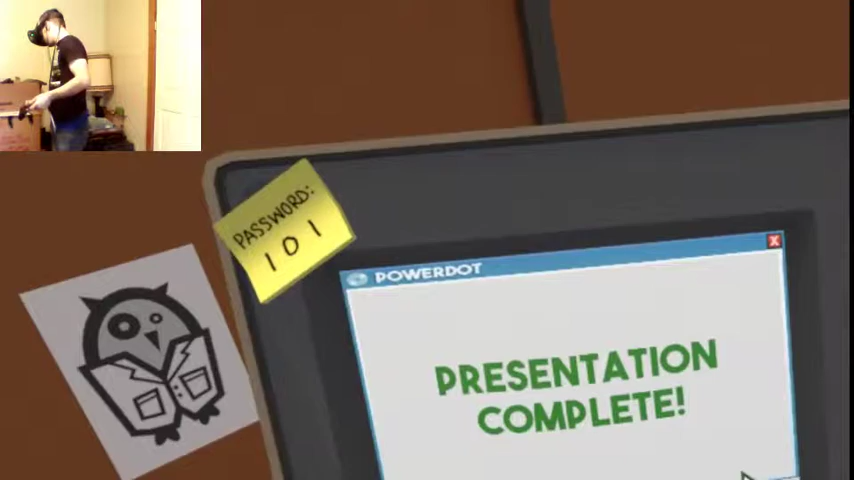 PASSWORD:
101
POWERDOT
PRESENTATION
COMPLETE!